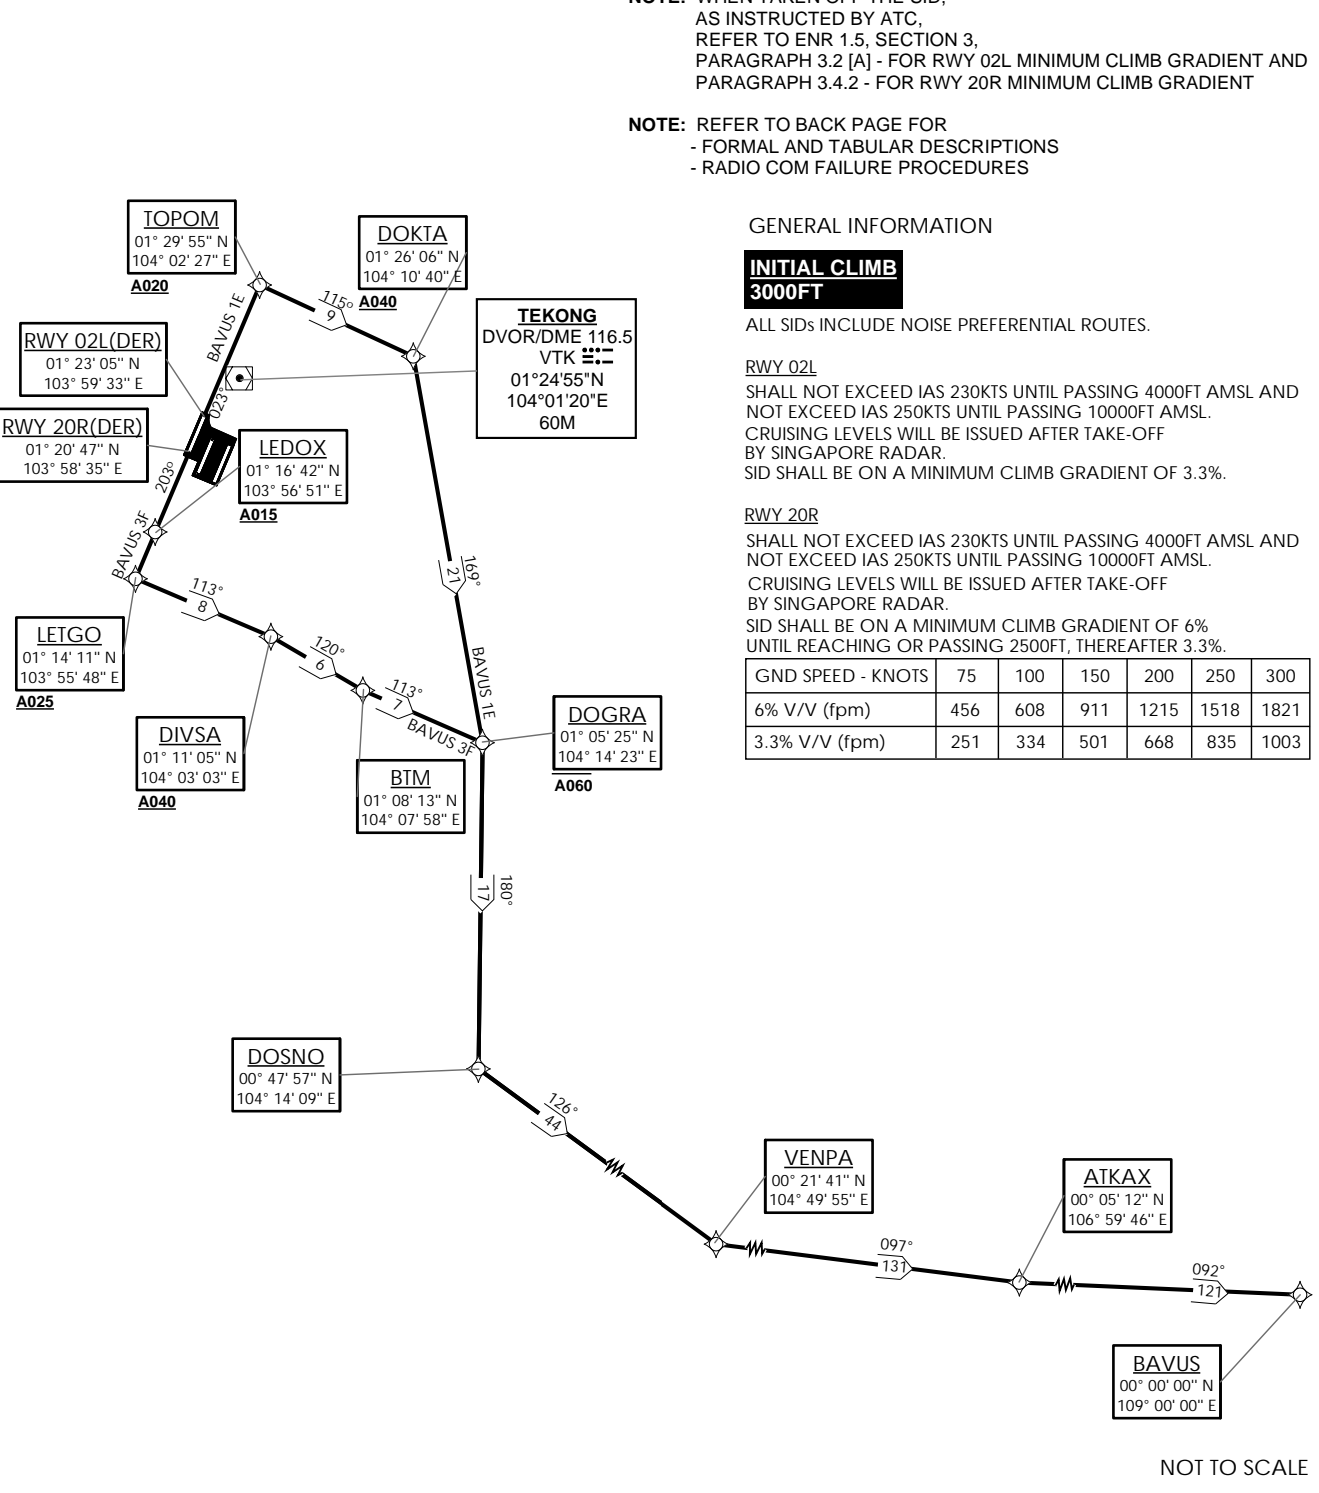 NOTE: WHEN TAKEN OFF THE SID,
AS INSTRUCTED BY ATC,
REFER TO ENR 1.5, SECTION 3,
PARAGRAPH 3.2 [A] - FOR RWY 02L MINIMUM CLIMB GRADIENT AND
PARAGRAPH 3.4.2 - FOR RWY 20R MINIMUM CLIMB GRADIENT
NOTE: REFER TO BACK PAGE FOR
- FORMAL AND TABULAR DESCRIPTIONS
- RADIO COM FAILURE PROCEDURES
GENERAL INFORMATION
INITIAL CLIMB
3000FT
ALL SIDs INCLUDE NOISE PREFERENTIAL ROUTES.
RWY 02L
SHALL NOT EXCEED IAS 230KTS UNTIL PASSING 4000FT AMSL AND
NOT EXCEED IAS 250KTS UNTIL PASSING 10000FT AMSL.
CRUISING LEVELS WILL BE ISSUED AFTER TAKE-OFF
BY SINGAPORE RADAR.
SID SHALL BE ON A MINIMUM CLIMB GRADIENT OF 3.3%.
RWY 20R
SHALL NOT EXCEED IAS 230KTS UNTIL PASSING 4000FT AMSL AND
NOT EXCEED IAS 250KTS UNTIL PASSING 10000FT AMSL.
CRUISING LEVELS WILL BE ISSUED AFTER TAKE-OFF
BY SINGAPORE RADAR.
SID SHALL BE ON A MINIMUM CLIMB GRADIENT OF 6%
UNTIL REACHING OR PASSING 2500FT, THEREAFTER 3.3%.
GND SPEED - KNOTS 75 100 150 200 250 300
6% V/V (fpm) 456 608 911 1215 1518 1821
3.3% V/V (fpm) 251 334 501 668 835 1003
TOPOM
01° 29' 55" N
104° 02' 27" E
A020
DOKTA
01° 26' 06" N
104° 10' 40" E
A040
115°
9
BAVUS 1E
023°
TEKONG
DVOR/DME 116.5
VTK
01°24'55"N
104°01'20"E
60M
RWY 02L(DER)
01° 23' 05" N
103° 59' 33" E
RWY 20R(DER)
01° 20' 47" N
103° 58' 35" E
LEDOX
01° 16' 42" N
103° 56' 51" E
A015
203°
BAVUS 3F
LETGO
01° 14' 11" N
103° 55' 48" E
A025
113°
8
120°
6
113°
7
BAVUS 3F
169°
21
BAVUS 1E
DIVSA
01° 11' 05" N
104° 03' 03" E
A040
BTM
01° 08' 13" N
104° 07' 58" E
DOGRA
01° 05' 25" N
104° 14' 23" E
A060
180°
17
DOSNO
00° 47' 57" N
104° 14' 09" E
126°
44
VENPA
00° 21' 41" N
104° 49' 55" E
097°
131
ATKAX
00° 05' 12" N
106° 59' 46" E
092°
121
BAVUS
00° 00' 00" N
109° 00' 00" E
NOT TO SCALE